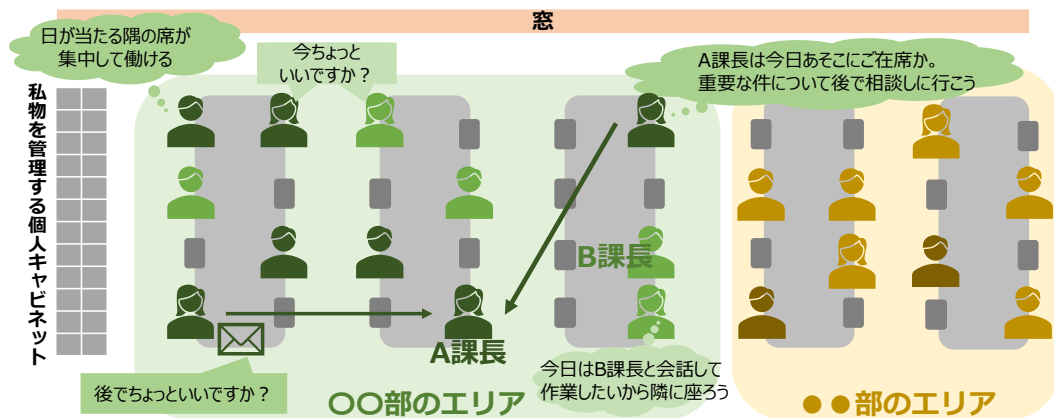 窓
日が当たる隅の席が
集中して働ける
今ちょっと
いいですか？
A課長は今日あそこにご在席か。
重要な件について後で相談しに行こう
私物を管理する個人キャビネット
B課長
A課長
後でちょっといいですか？
今日はB課長と会話して
作業したいから隣に座ろう
〇〇部のエリア
●●部のエリア